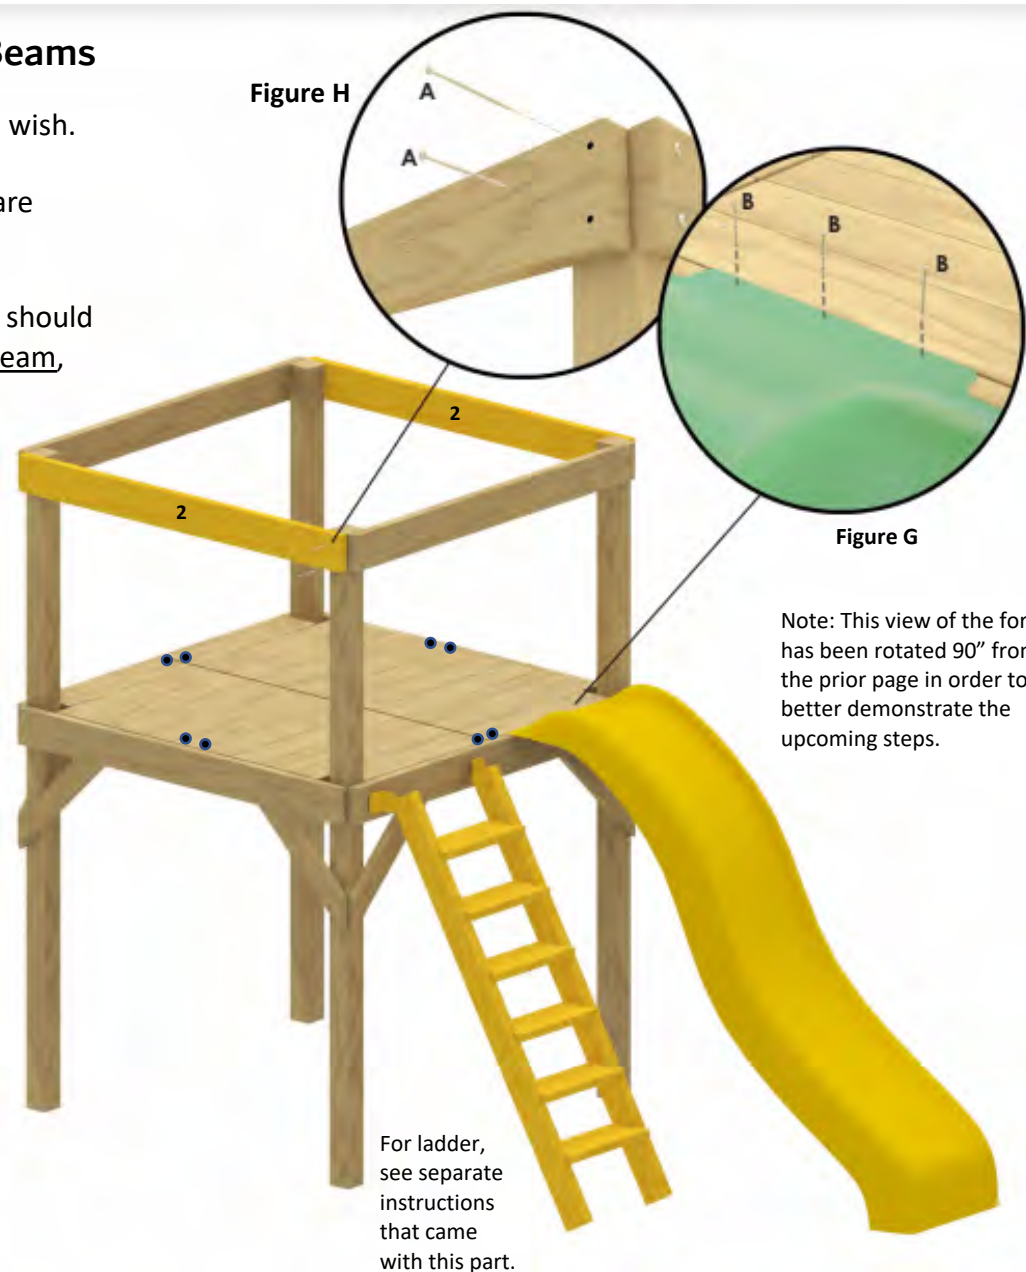 Beams
wish.
are
should
eam,
Figure H
A
A
B
B
B
Figure G
2
2
Note: This view of the for
has been rotated 90” from
the prior page in order to
better demonstrate the
upcoming steps.
For ladder,
see separate
instructions
that came
with this part.